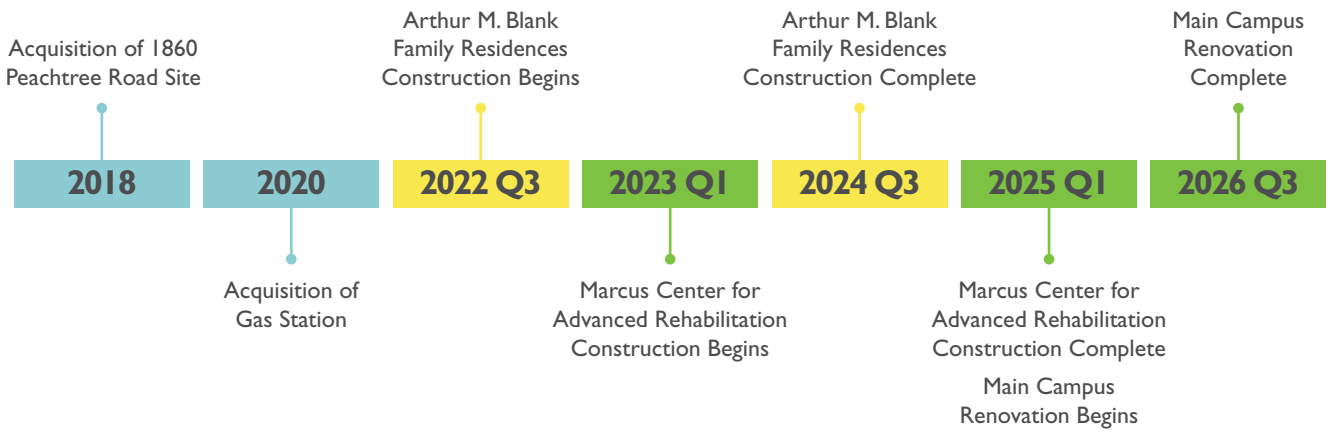 Acquisition of 1860
Peachtree Road Site
Arthur M. Blank
Family Residences
Construction Begins
Arthur M. Blank
Family Residences
Construction Complete
Main Campus
Renovation
Complete
2018
2020
2022 Q3
2023 Q1
2024 Q3
2025 Q1
2026 Q3
Acquisition of
Gas Station
Marcus Center for
Advanced Rehabilitation
Construction Begins
Marcus Center for
Advanced Rehabilitation
Construction Complete
Main Campus
Renovation Begins